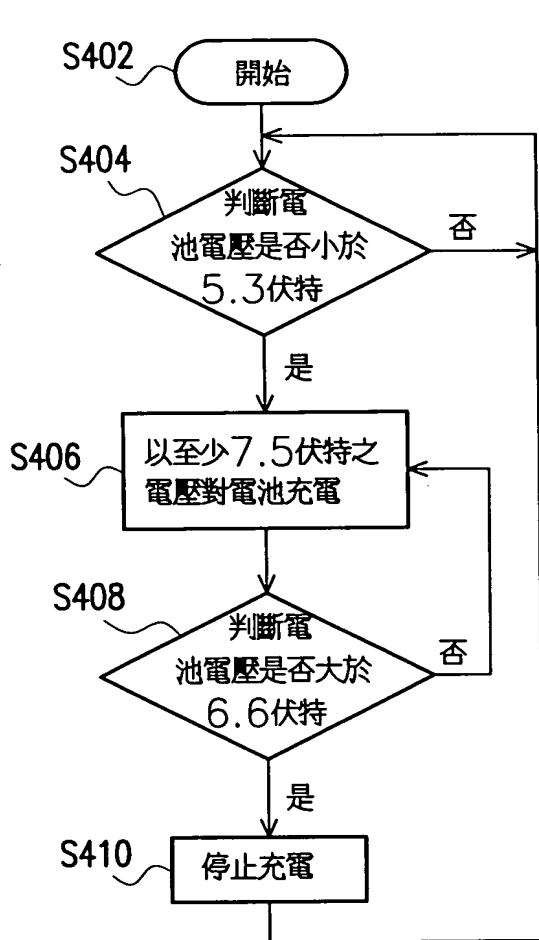 S402
開始
S404
判斷電
池電壓是否小於
5.3伏特
否
是
S406
以至少7.5伏特之
電壓對電池充電
S408
判斷電
池電壓是否大於
6.6伏特
否
是
S410
停止充電